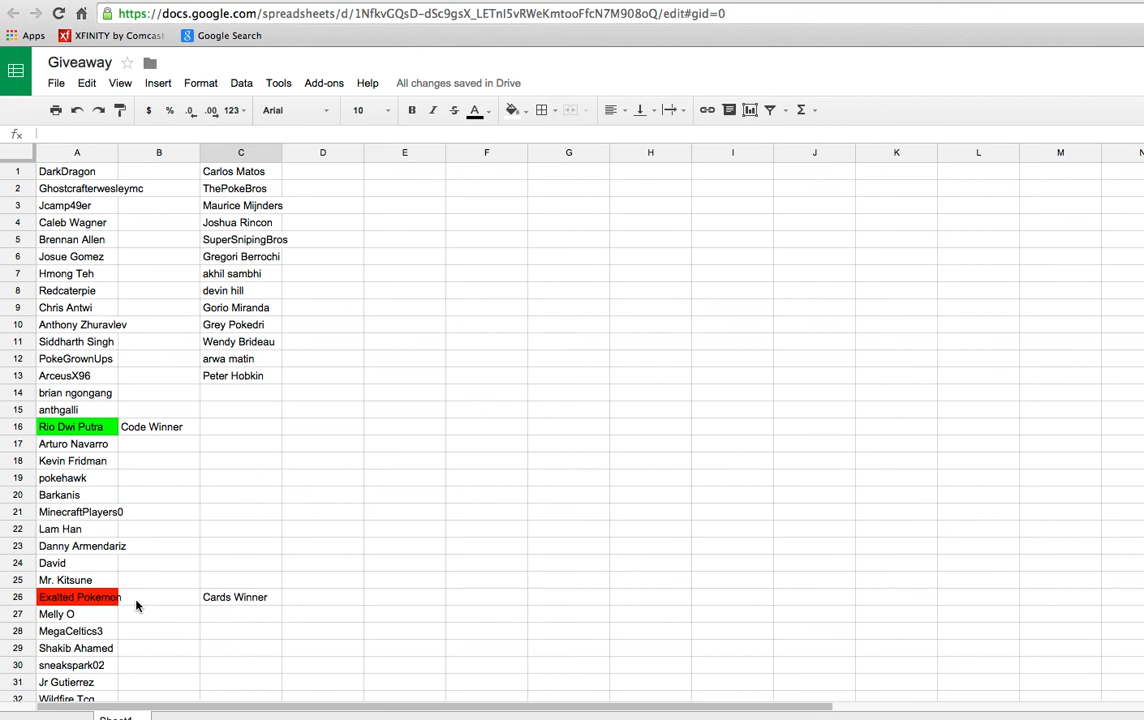 https://docs.google.com/spreadsheets/d/1NfkvGQsD-dSc9gsX_LETnI5vRWeKmtooFfcN7M908oQ/edit#gid=0
Apps XFINITY by Comcast Google Search
Giveaway
File Edit View Insert Format Data Tools Add-ons Help All changes saved in Drive
$ % .0 .00 123 Arial 10 B I S A Σ
fx
A B C D E F G H I J K L M N
1 DarkDragon Carlos Matos
2 Ghostcrafterwesleymc ThePokeBros
3 Jcamp49er Maurice Mijnders
4 Caleb Wagner Joshua Rincon
5 Brennan Allen SuperSnipingBros
6 Josue Gomez Gregori Berrochi
7 Hmong Teh akhil sambhi
8 Redcaterpie devin hill
9 Chris Antwi Gorio Miranda
10 Anthony Zhuravlev Grey Pokedri
11 Siddharth Singh Wendy Brideau
12 PokeGrownUps arwa matin
13 ArceusX96 Peter Hobkin
14 brian ngongang
15 anthgalli
16 Rio Dwi Putra Code Winner
17 Arturo Navarro
18 Kevin Fridman
19 pokehawk
20 Barkanis
21 MinecraftPlayers0
22 Lam Han
23 Danny Armendariz
24 David
25 Mr. Kitsune
26 Exalted Pokemon Cards Winner
27 Melly O
28 MegaCeltics3
29 Shakib Ahamed
30 sneakspark02
31 Jr Gutierrez
32 Wildfire Tcg
Sheet1